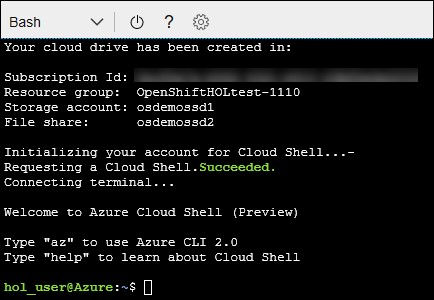 Bash
?
Your cloud drive has been created in:
Subscription Id:
Resource group:  OpenShiftHOLtest-1110
Storage account: osdemossd1
File share:      osdemossd2
Initializing your account for Cloud Shell...-
Requesting a Cloud Shell.Succeeded.
Connecting terminal...
Welcome to Azure Cloud Shell (Preview)
Type "az" to use Azure CLI 2.0
Type "help" to learn about Cloud Shell
hol_user@Azure:~$